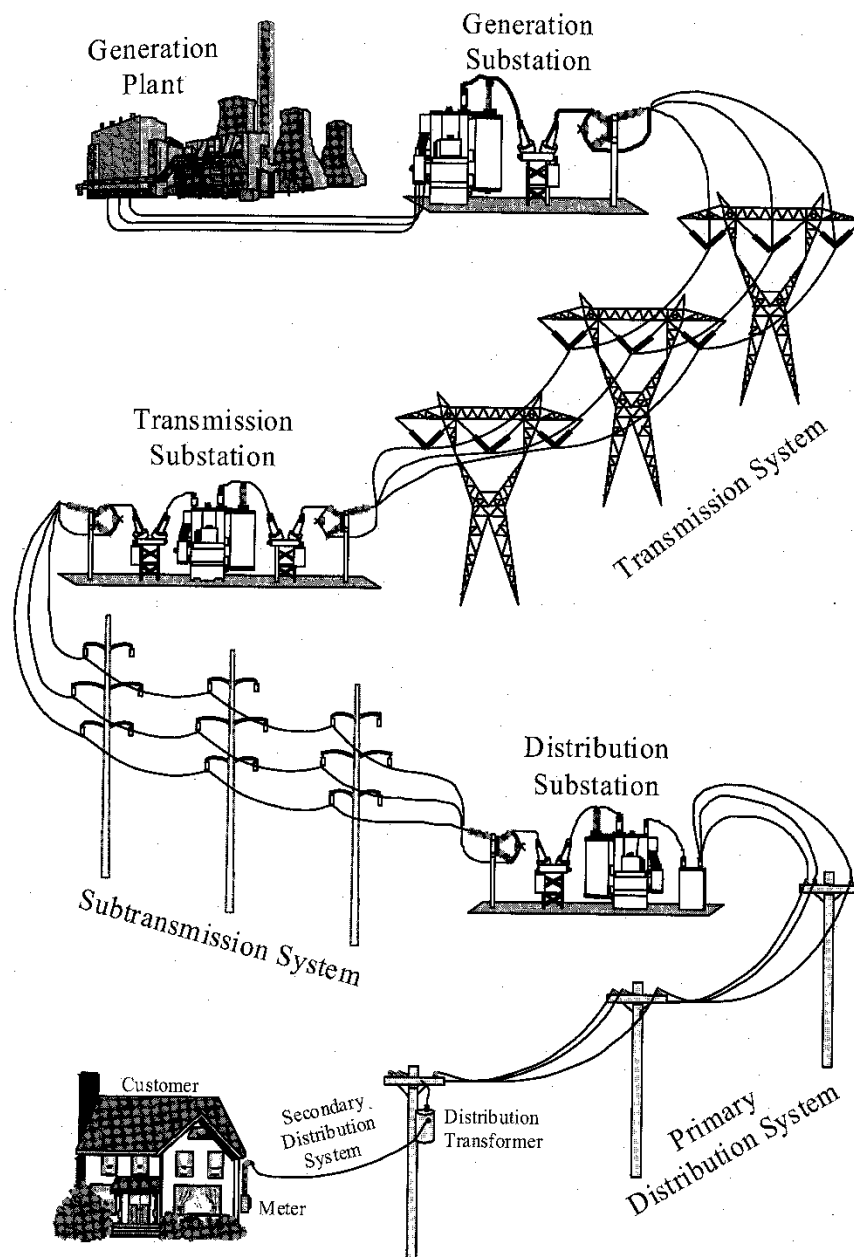 Generation
Plant
Generation
Substation
Transmission System
Transmission
Substation
Subtransmission System
Distribution
Substation
Primary
Distribution System
Secondary
Distribution
System
Distribution
Transformer
Customer
Meter